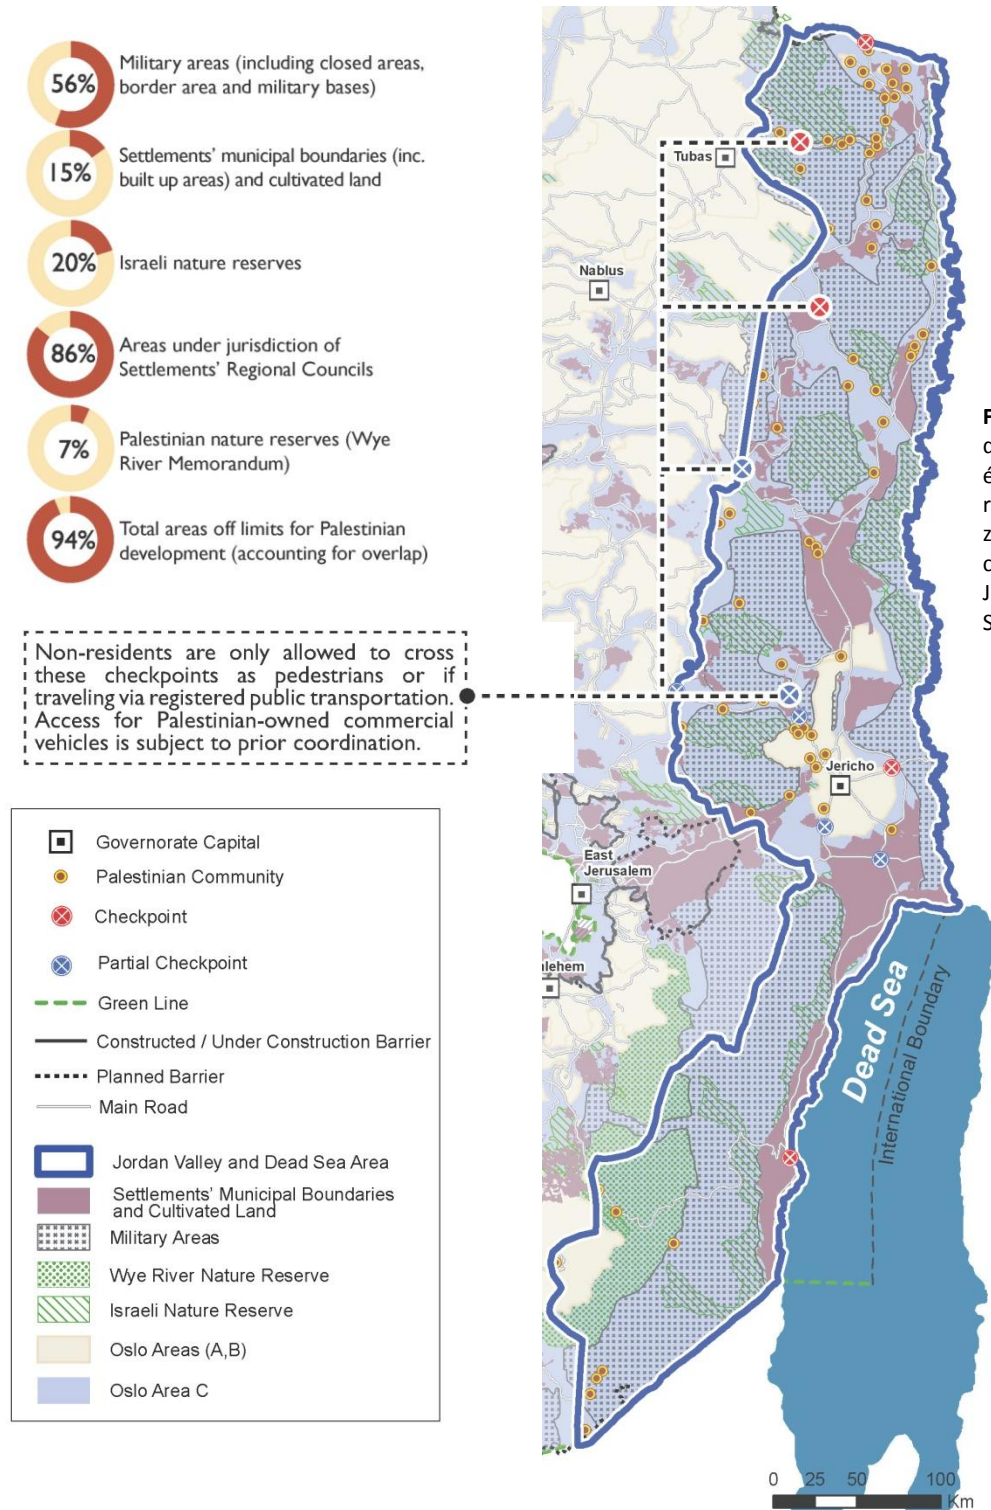 56%
Military areas (including closed areas,
border area and military bases)
15%
Settlements' municipal boundaries (inc.
built up areas) and cultivated land
20%
Israeli nature reserves
86%
Areas under jurisdiction of
Settlements' Regional Councils
7%
Palestinian nature reserves (Wye
River Memorandum)
94%
Total areas off limits for Palestinian
development (accounting for overlap)
Non-residents are only allowed to cross
these checkpoints as pedestrians or if
traveling via registered public transportation.
Access for Palestinian-owned commercial
vehicles is subject to prior coordination.
Governorate Capital
Palestinian Community
Checkpoint
Partial Checkpoint
Green Line
Constructed / Under Construction Barrier
Planned Barrier
Main Road
Jordan Valley and Dead Sea Area
Settlements' Municipal Boundaries
and Cultivated Land
Military Areas
Wye River Nature Reserve
Israeli Nature Reserve
Oslo Areas (A,B)
Oslo Area C
Tubas
Nablus
Jericho
East
Jerusalem
lehem
Dead Sea
International Boundary
0 25 50 100
Km
F
é
r
z
J
S